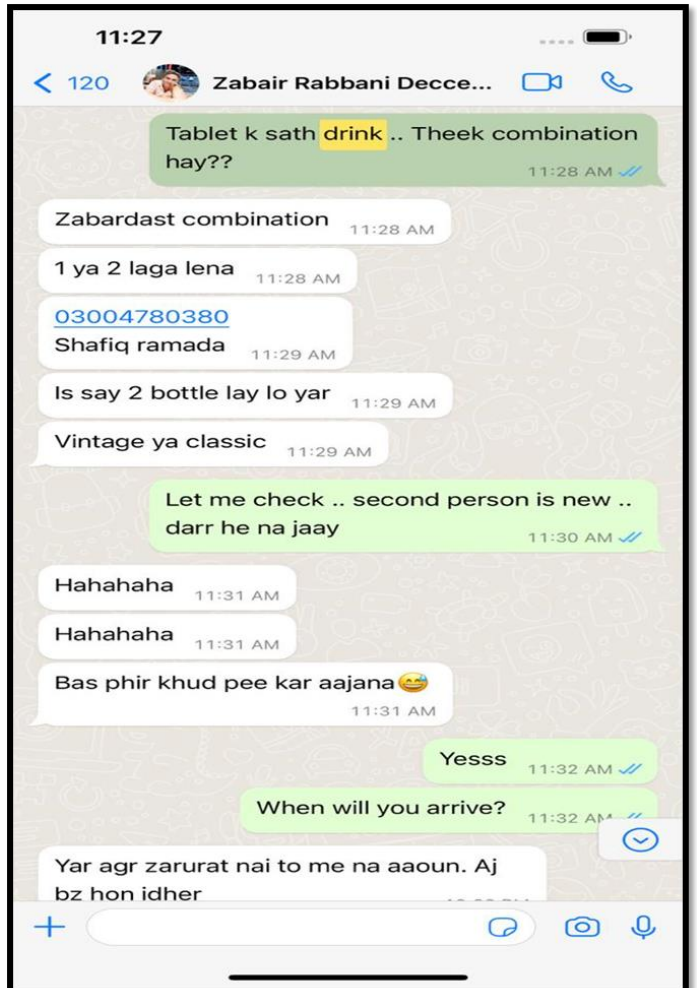 11:27
120
Zabair Rabbani Decce...
Tablet k sath drink .. Theek combination
hay??
11:28 AM
Zabardast combination
11:28 AM
1 ya 2 laga lena
11:28 AM
03004780380
Shafiq ramada
11:29 AM
Is say 2 bottle lay lo yar
11:29 AM
Vintage ya classic
11:29 AM
Let me check .. second person is new ..
darr he na jaay
11:30 AM
Hahahaha
11:31 AM
Hahahaha
11:31 AM
Bas phir khud pee kar aajana😅
11:31 AM
Yesss
11:32 AM
When will you arrive?
11:32 AM
Yar agr zarurat nai to me na aaoun. Aj
bz hon idher